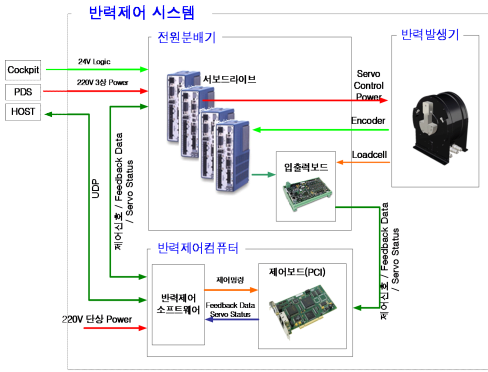 반력제어 시스템
전원분배기
반력발생기
Cockpit
24V Logic
PDS
220V 3상 Power
HOST
서보드라이브
Servo
Control
Power
Encoder
입출력보드
Loadcell
UDP
제어신호 / Feedback Data
/ Servo Status
제어신호 / Feedback Data
/ Servo Status
반력제어컴퓨터
제어보드(PCI)
제어명령
반력제어
소프트웨어
Feedback Data
Servo Status
220V 단상 Power